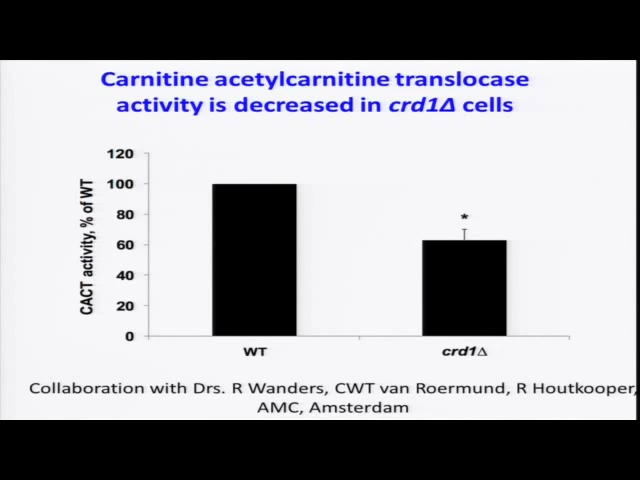 Carnitine acetylcarnitine translocase
activity is decreased in crd1Δ cells
CACT activity, % of WT
120
100
80
60
40
20
0
*
WT
crd1Δ
Collaboration with Drs. R Wanders, CWT van Roermund, R Houtkooper,
AMC, Amsterdam